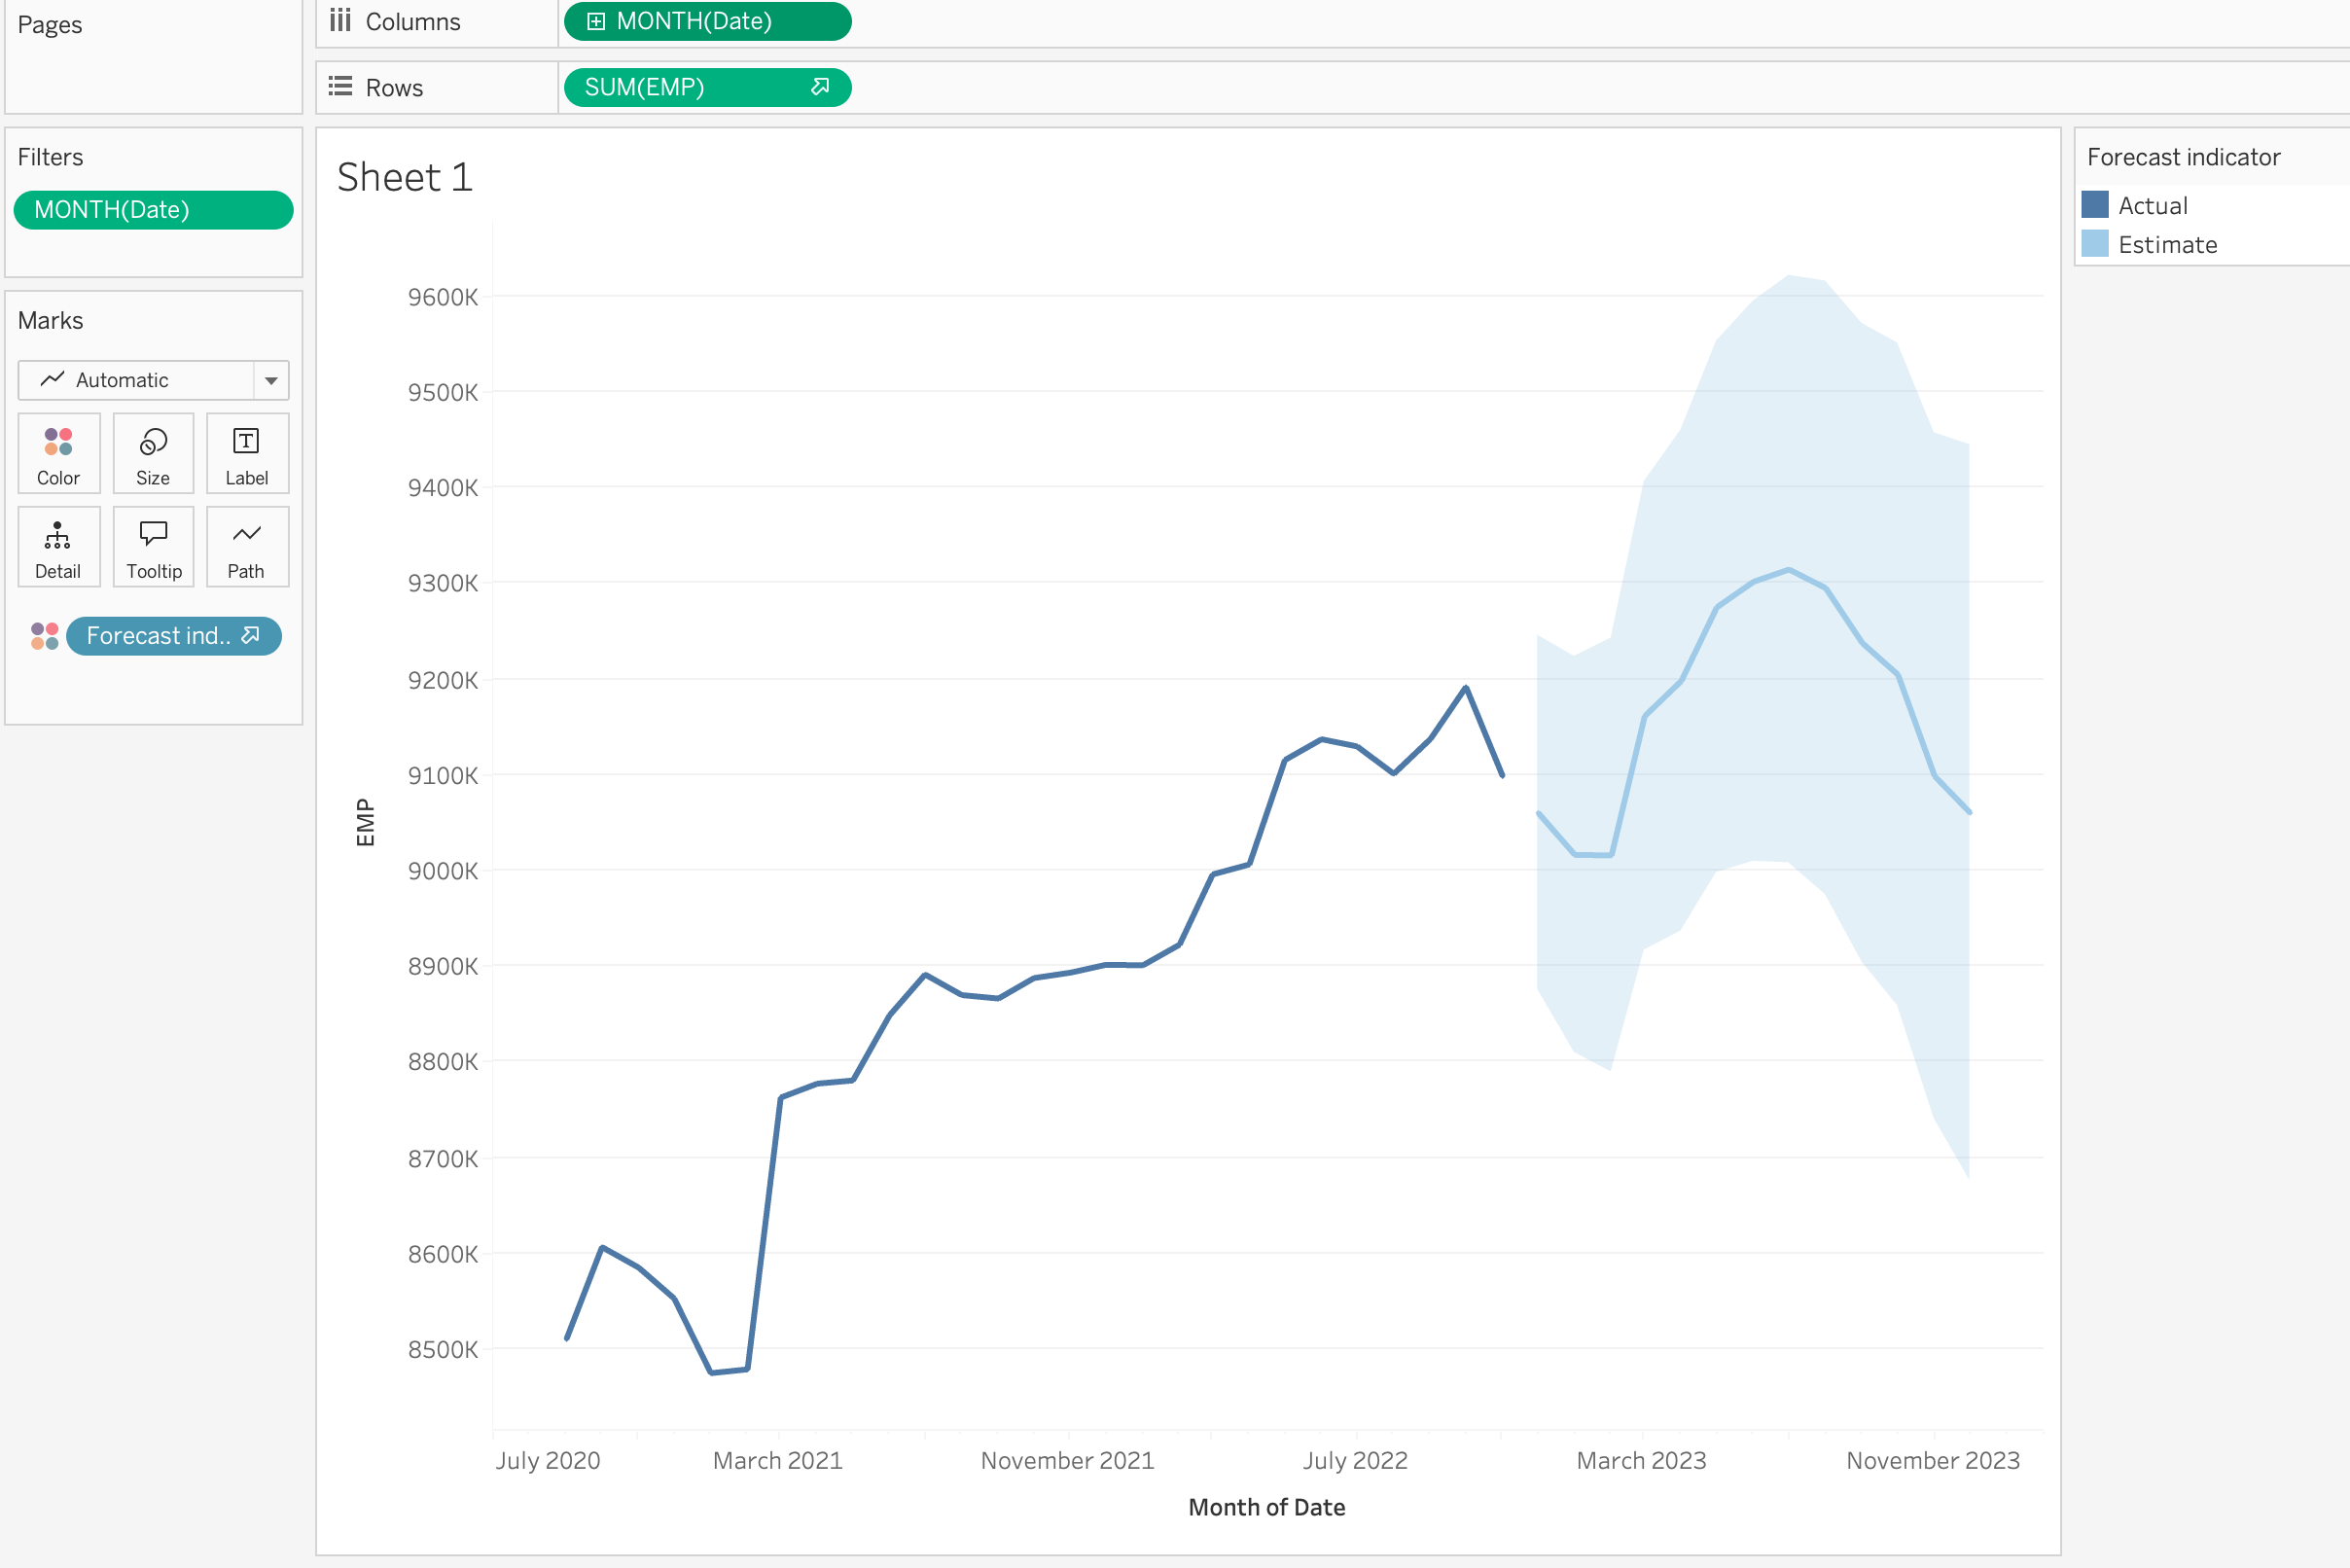 Pages
Columns
MONTH(Date)
Rows
SUM(EMP)
Filters
MONTH(Date)
Marks
Automatic
Color
Size
Label
Detail
Tooltip
Path
Forecast ind..
Sheet 1
EMP
9600K
9500K
9400K
9300K
9200K
9100K
9000K
8900K
8800K
8700K
8600K
8500K
July 2020
March 2021
November 2021
July 2022
March 2023
November 2023
Month of Date
Forecast indicator
Actual
Estimate